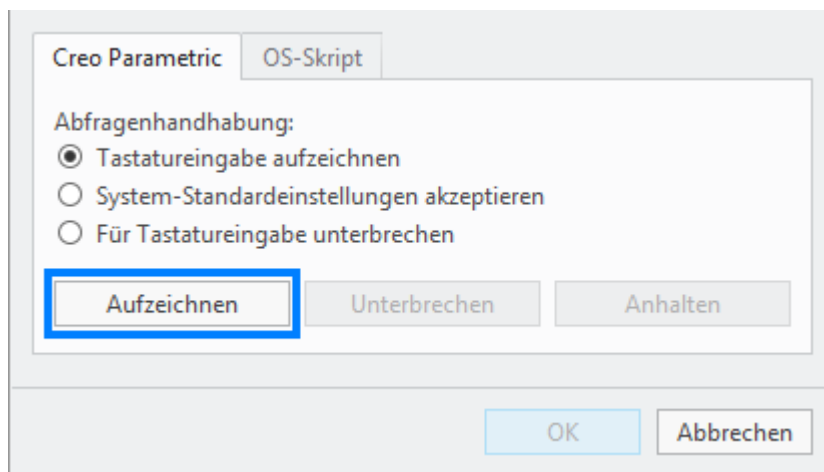 Creo Parametric OS-Skript
Abfragenhandhabung:
Tastatureingabe aufzeichnen
System-Standardeinstellungen akzeptieren
Für Tastatureingabe unterbrechen
Aufzeichnen Unterbrechen Anhalten
OK Abbrechen